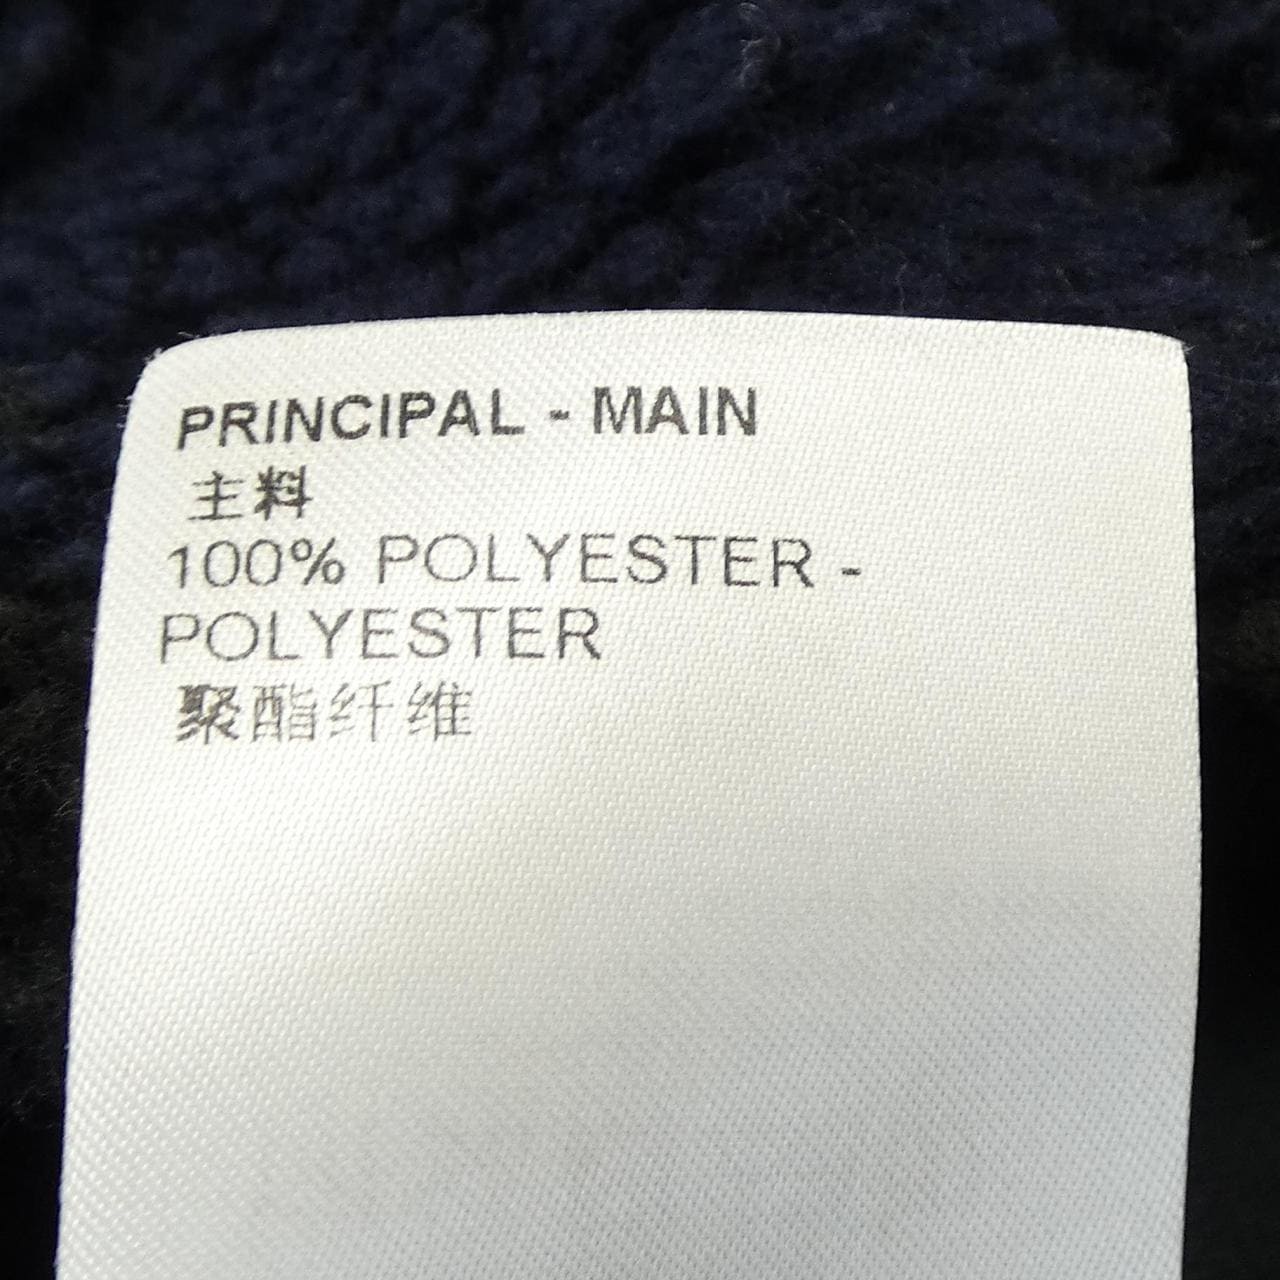 PRINCIPAL - MAIN
主料
100% POLYESTER -
POLYESTER
聚酯纤维